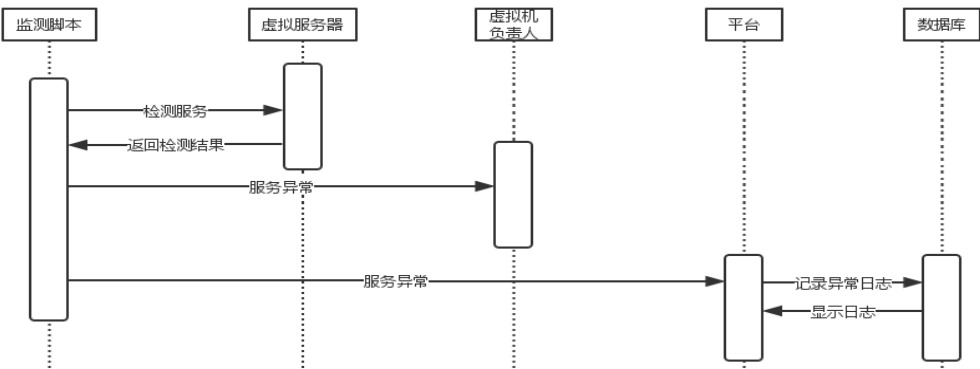 监测脚本
虚拟服务器
虚拟机
负责人
平台
数据库
检测服务
返回检测结果
服务异常
服务异常
记录异常日志
显示日志